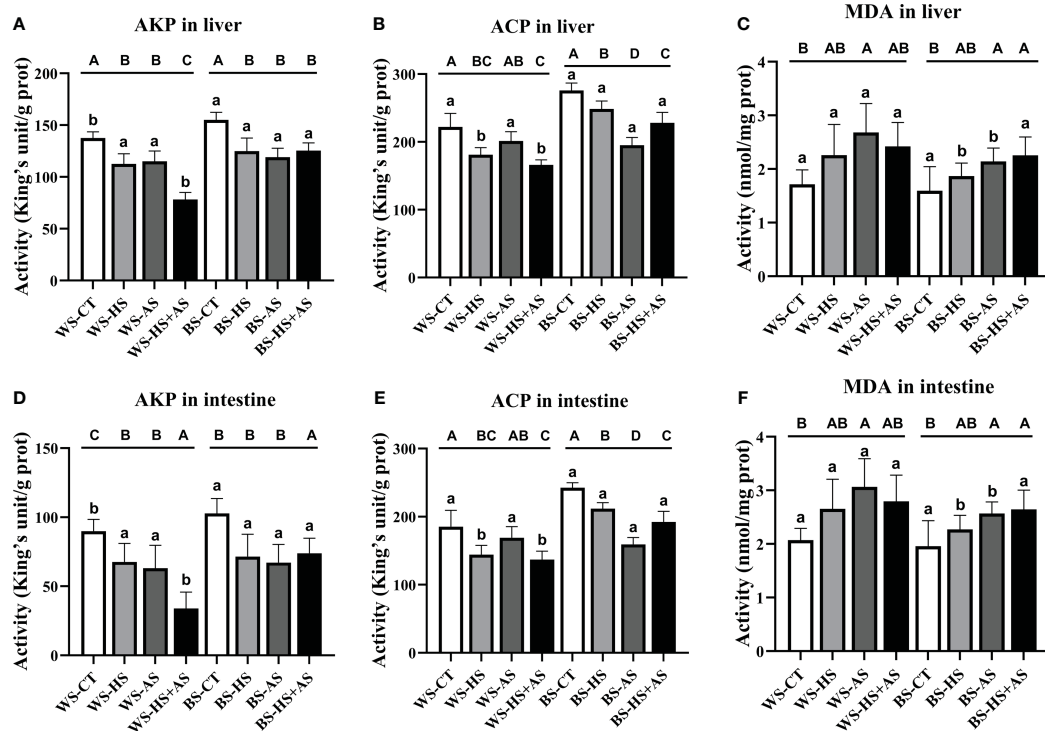 A
AKP in liver
A B B C A B B B
b a a a a a a a
Activity (King's unit/g prot)
200
150
100
50
0
WS-CT WS-HS WS-AS WS-HS+AS BS-CT BS-HS BS-AS BS-HS+AS
B
ACP in liver
A BC AB C A B D C
a b a b a a a a
Activity (King's unit/g prot)
300
200
100
0
WS-CT WS-HS WS-AS WS-HS+AS BS-CT BS-HS BS-AS BS-HS+AS
C
MDA in liver
B AB A AB B AB A A
a a a a a b b a
Activity (nmol/mg prot)
4
3
2
1
0
WS-CT WS-HS WS-AS WS-HS+AS BS-CT BS-HS BS-AS BS-HS+AS
D
AKP in intestine
C B B A B B B A
b a a b a a a a
Activity (King's unit/g prot)
150
100
50
0
WS-CT WS-HS WS-AS WS-HS+AS BS-CT BS-HS BS-AS BS-HS+AS
E
ACP in intestine
A BC AB C A B D C
a b a b a a a a
Activity (King's unit/g prot)
300
200
100
0
WS-CT WS-HS WS-AS WS-HS+AS BS-CT BS-HS BS-AS BS-HS+AS
F
MDA in intestine
B AB A AB B AB A A
a a a a a b b a
Activity (nmol/mg prot)
4
3
2
1
0
WS-CT WS-HS WS-AS WS-HS+AS BS-CT BS-HS BS-AS BS-HS+AS